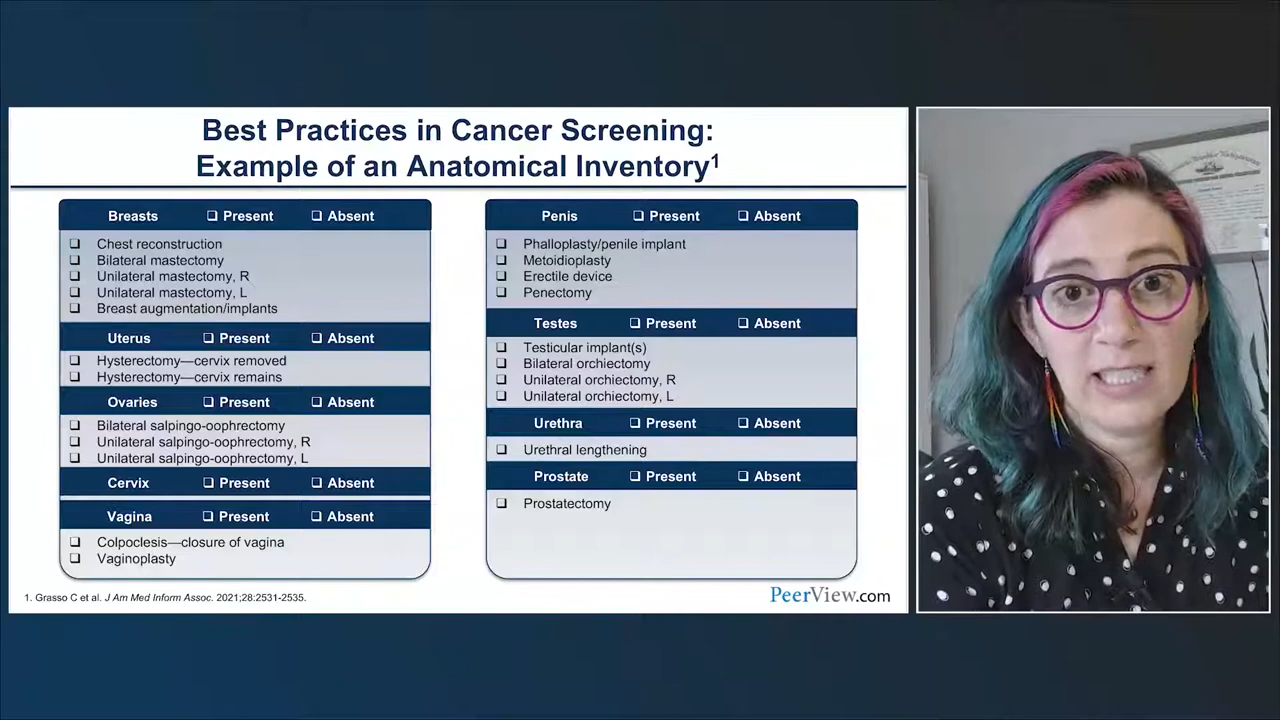 Best Practices in Cancer Screening:
Example of an Anatomical Inventory1
Breasts ❑ Present ❑ Absent
❑ Chest reconstruction
❑ Bilateral mastectomy
❑ Unilateral mastectomy, R
❑ Unilateral mastectomy, L
❑ Breast augmentation/implants
Uterus ❑ Present ❑ Absent
❑ Hysterectomy—cervix removed
❑ Hysterectomy—cervix remains
Ovaries ❑ Present ❑ Absent
❑ Bilateral salpingo-oophrectomy
❑ Unilateral salpingo-oophrectomy, R
❑ Unilateral salpingo-oophrectomy, L
Cervix ❑ Present ❑ Absent
Vagina ❑ Present ❑ Absent
❑ Colpoclesis—closure of vagina
❑ Vaginoplasty
Penis ❑ Present ❑ Absent
❑ Phalloplasty/penile implant
❑ Metoidioplasty
❑ Erectile device
❑ Penectomy
Testes ❑ Present ❑ Absent
❑ Testicular implant(s)
❑ Bilateral orchiectomy
❑ Unilateral orchiectomy, R
❑ Unilateral orchiectomy, L
Urethra ❑ Present ❑ Absent
❑ Urethral lengthening
Prostate ❑ Present ❑ Absent
❑ Prostatectomy
1. Grasso C et al. J Am Med Inform Assoc. 2021;28:2531-2535.
PeerView.com